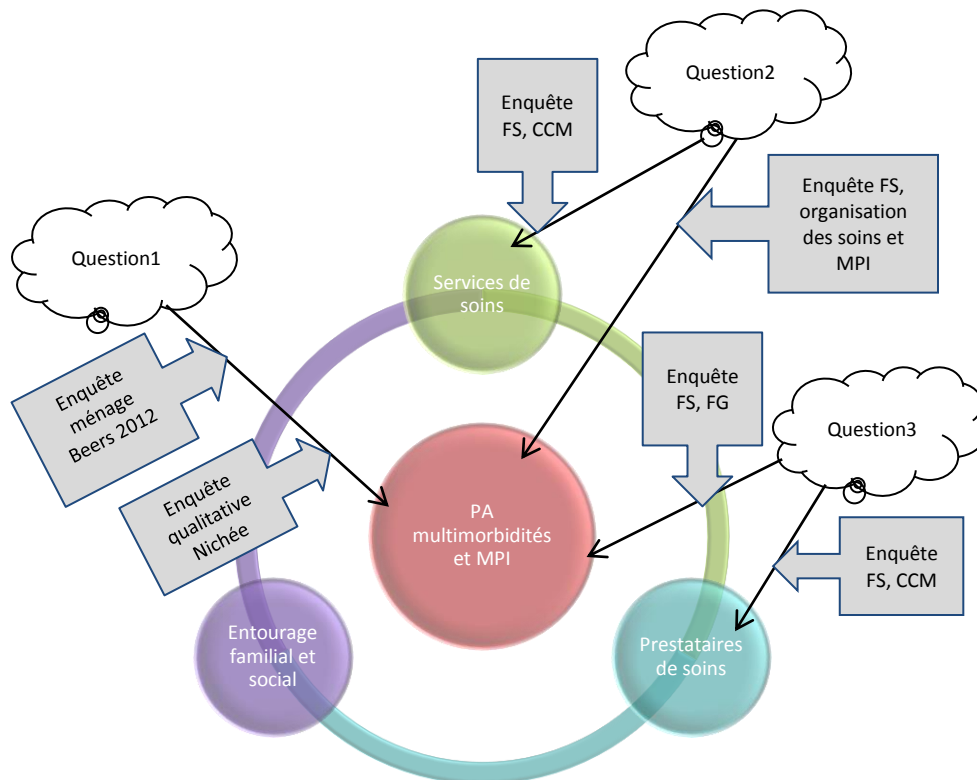 Question2
Enquête
FS, CCM
Enquête FS,
organisation
des soins et
MPI
Question1
Services de
soins
Enquête
ménage
Beers 2012
Enquête
FS, FG
Question3
Enquête
qualitative
Nichée
PA
multimorbidités
et MPI
Enquête
FS, CCM
Entourage
familial et
social
Prestataires
de soins